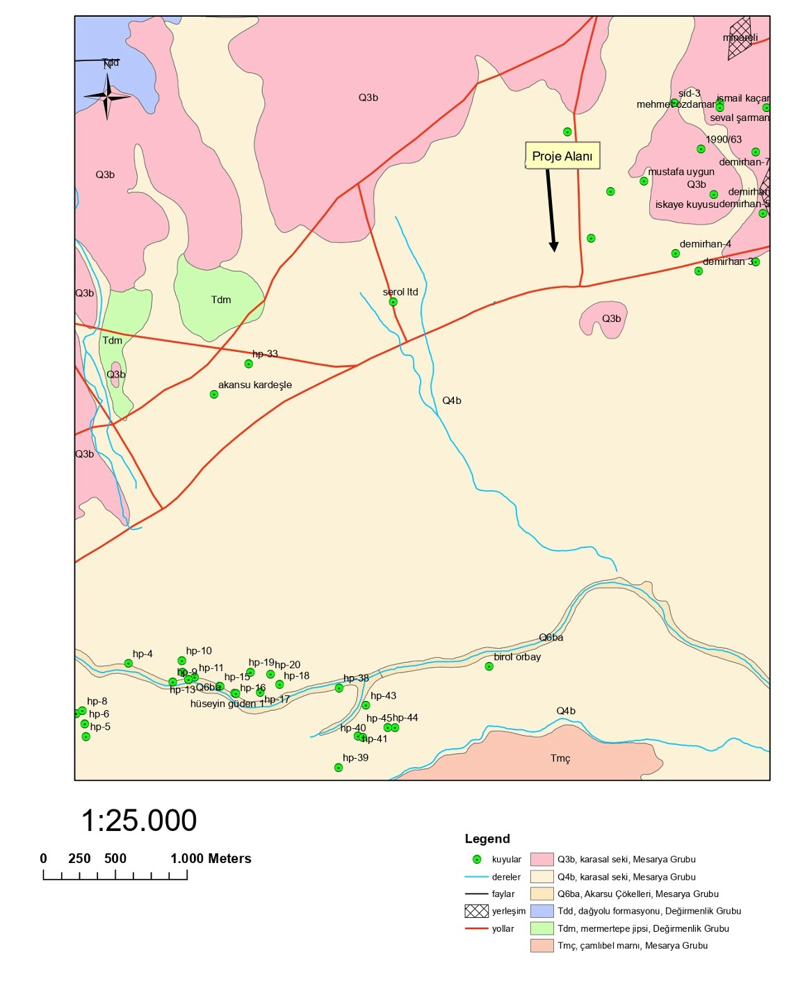 minareli
Tdd
N
sid-3
Q3b
ismail kaçar
mehmet özdamar
seval şarman
1990/63
Proje Alanı
demirhan-7
mustafa uygun
Q3b
Q3b
demirhan
iskaye kuyusu
demirhan-5
demirhan-4
demirhan 3
serol ltd
Q3b
Tdm
Q3b
Tdm
hp-33
Q3b
akansu kardeşle
Q4b
Q3b
Q6ba
hp-10
hp-4
birol orbay
hp-19
hp-20
hp-11
hp-9
hp-15
hp-18
hp-38
hp-13
Q6ba
hp-16
hp-17
hp-43
hp-8
hüseyin güden 1
Q4b
hp-6
hp-45
hp-44
hp-5
hp-40
hp-41
hp-39
Tmç
1:25.000
0 250 500 1.000 Meters
Legend
kuyular
dereler
faylar
yerleşim
yollar
Q3b, karasal seki, Mesarya Grubu
Q4b, karasal seki, Mesarya Grubu
Q6ba, Akarsu Çökelleri, Mesarya Grubu
Tdd, dağyolu formasyonu, Değirmenlik Grubu
Tdm, mermertepe jipsi, Değirmenlik Grubu
Tmç, çamlıbel marnı, Mesarya Grubu